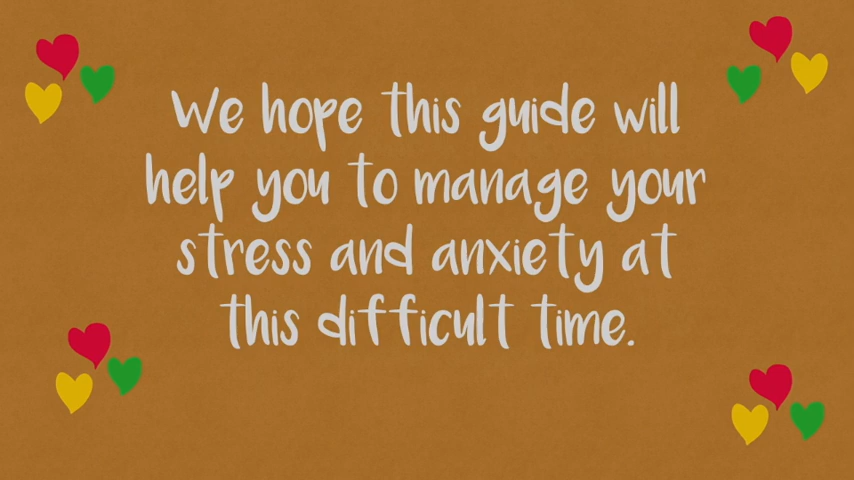 We hope this guide will
help you to manage your
stress and anxiety at
this difficult time.